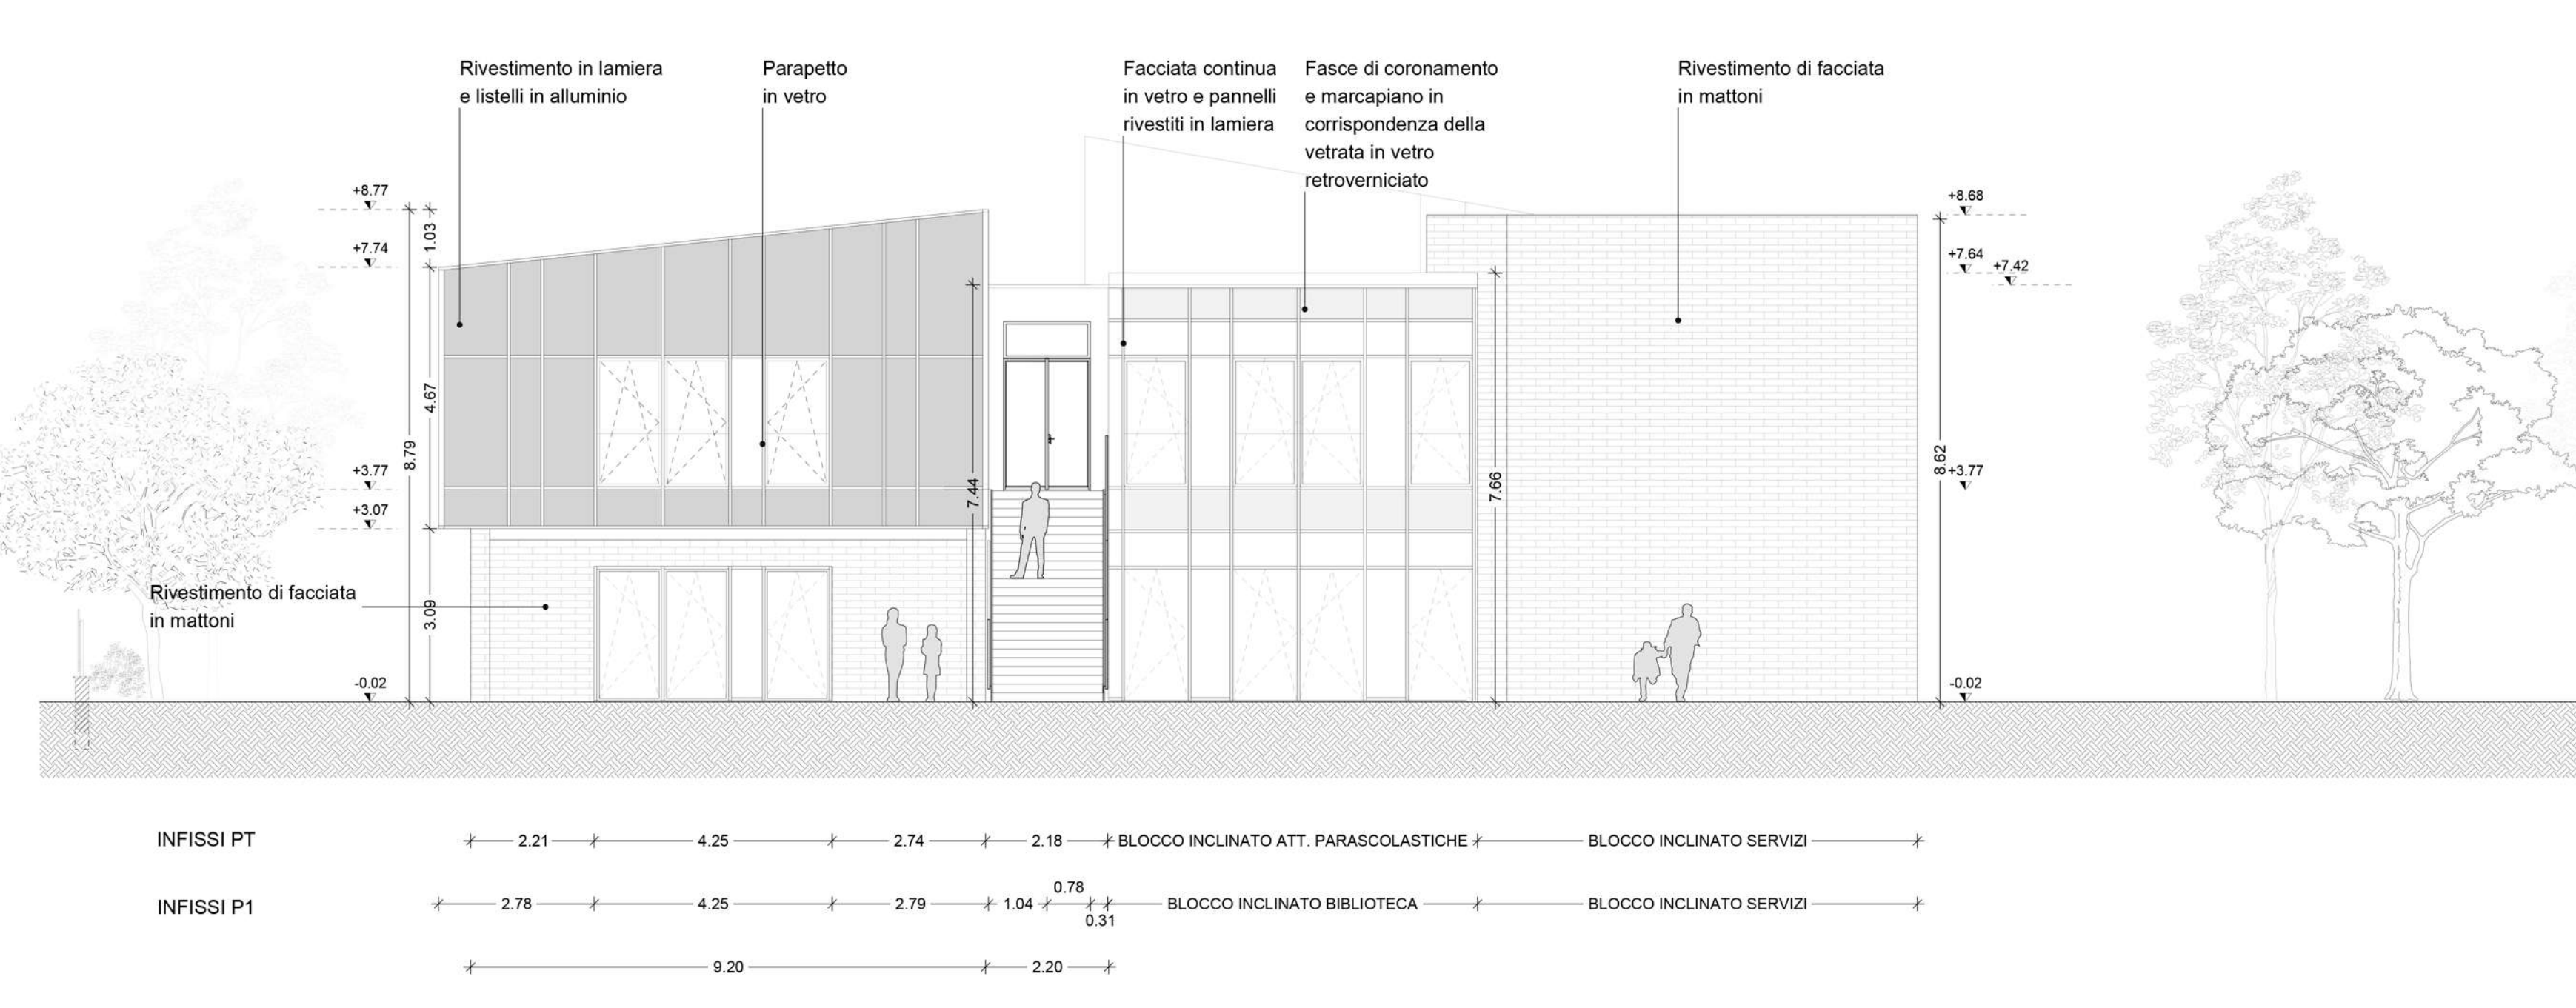 Rivestimento in lamiera
e listelli in alluminio
Parapetto
in vetro
Facciata continua
in vetro e pannelli
rivestiti in lamiera
Fasce di coronamento
e marcapiano in
corrispondenza della
vetrata in vetro
retroverniciato
Rivestimento di facciata
in mattoni
+8.77
+7.74
+3.77
+3.07
-0.02
1.03
4.67
8.79
3.09
7.44
7.66
8.62
+8.68
+7.64
+7.42
+3.77
-0.02
Rivestimento di facciata
in mattoni
INFISSI PT
2.21
4.25
2.74
2.18
BLOCCO INCLINATO ATT. PARASCOLASTICHE
BLOCCO INCLINATO SERVIZI
INFISSI P1
2.78
4.25
2.79
1.04
0.78
0.31
BLOCCO INCLINATO BIBLIOTECA
BLOCCO INCLINATO SERVIZI
9.20
2.20